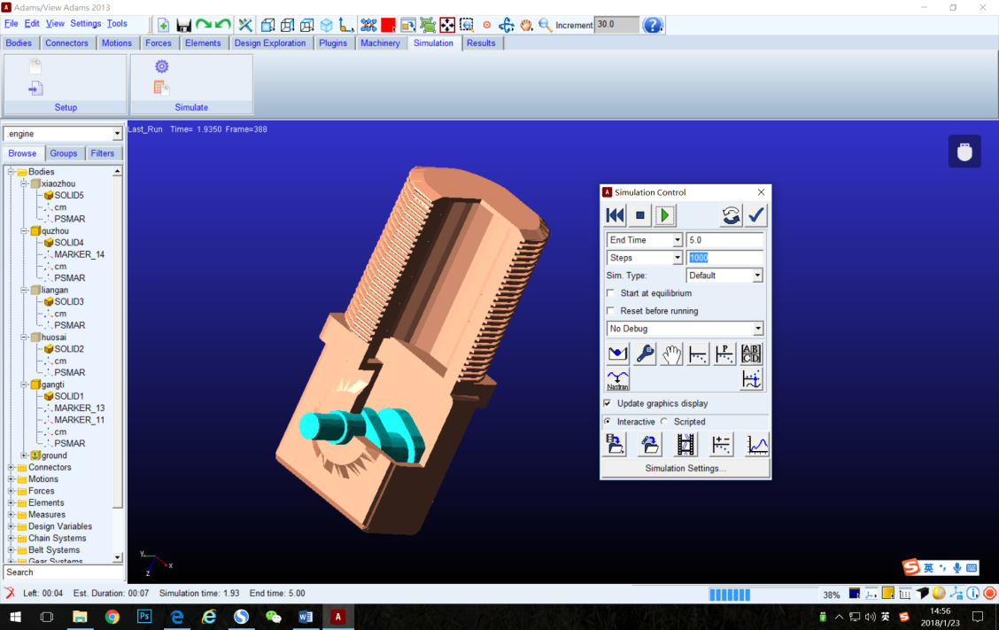 Adams/View Adams 2013
File Edit View Settings Tools
Increment 30.0
Bodies Connectors Motions Forces Elements Design Exploration Plugins Machinery Simulation Results
Setup Simulate
.engine
Browse Groups Filters
Bodies
xiaozhou
SOLID5
cm
PSMAR
quzhou
SOLID4
MARKER_14
cm
PSMAR
liangan
SOLID3
cm
PSMAR
huosai
SOLID2
cm
PSMAR
gangti
SOLID1
MARKER_13
MARKER_11
cm
PSMAR
ground
Connectors
Motions
Forces
Elements
Measures
Design Variables
Chain Systems
Belt Systems
Gear Systems
Search
Last_Run Time= 1.9350 Frame=388
y
x
z
Simulation Control
End Time 5.0
Steps 1000
Sim. Type: Default
Start at equilibrium
Reset before running
No Debug
P
A B
C D
Nastran
Update graphics display
Interactive Scripted
Simulation Settings...
S 英
Left: 00:04 Est. Duration: 00:07 Simulation time: 1.93 End time: 5.00 38%
Ps
W
A
英
S
14:56
2018/1/23